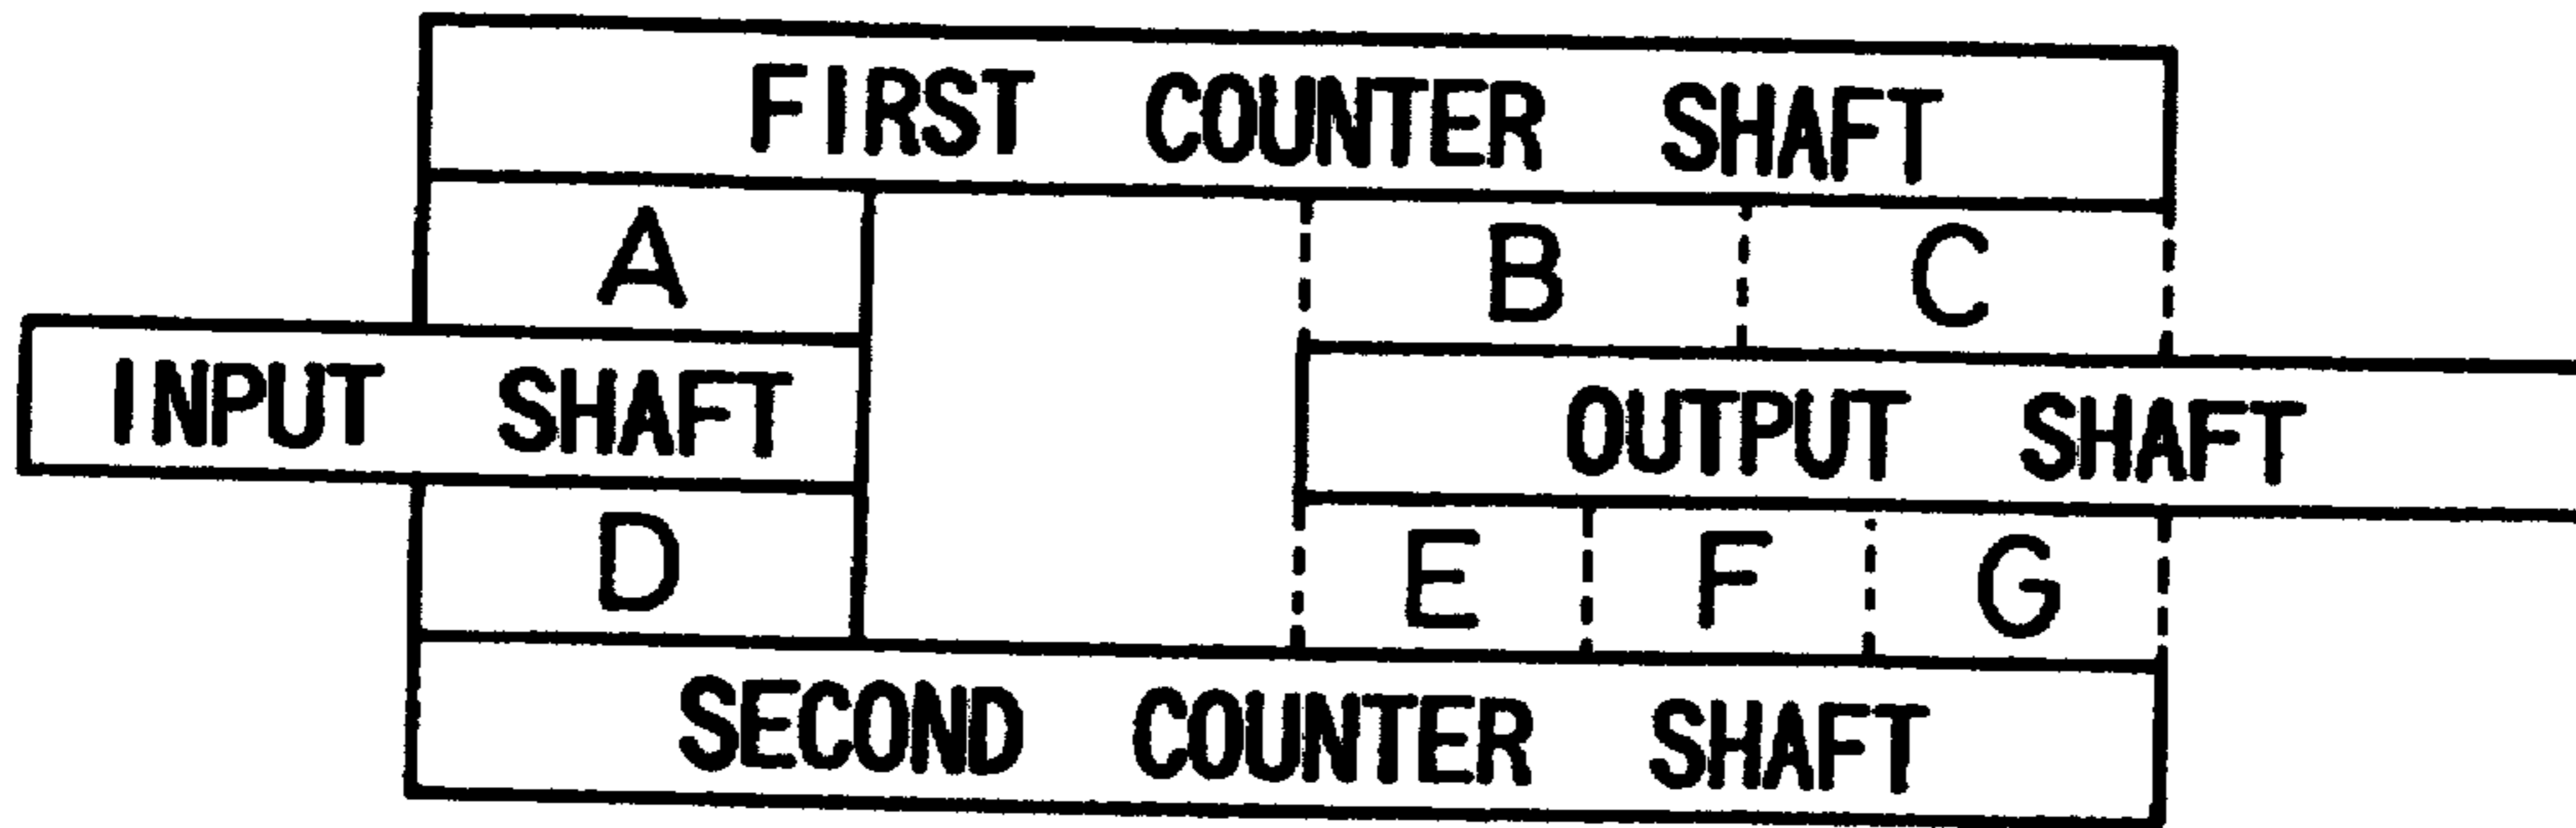 FIRST COUNTER SHAFT
A B C
INPUT SHAFT OUTPUT SHAFT
D E F G
SECOND COUNTER SHAFT